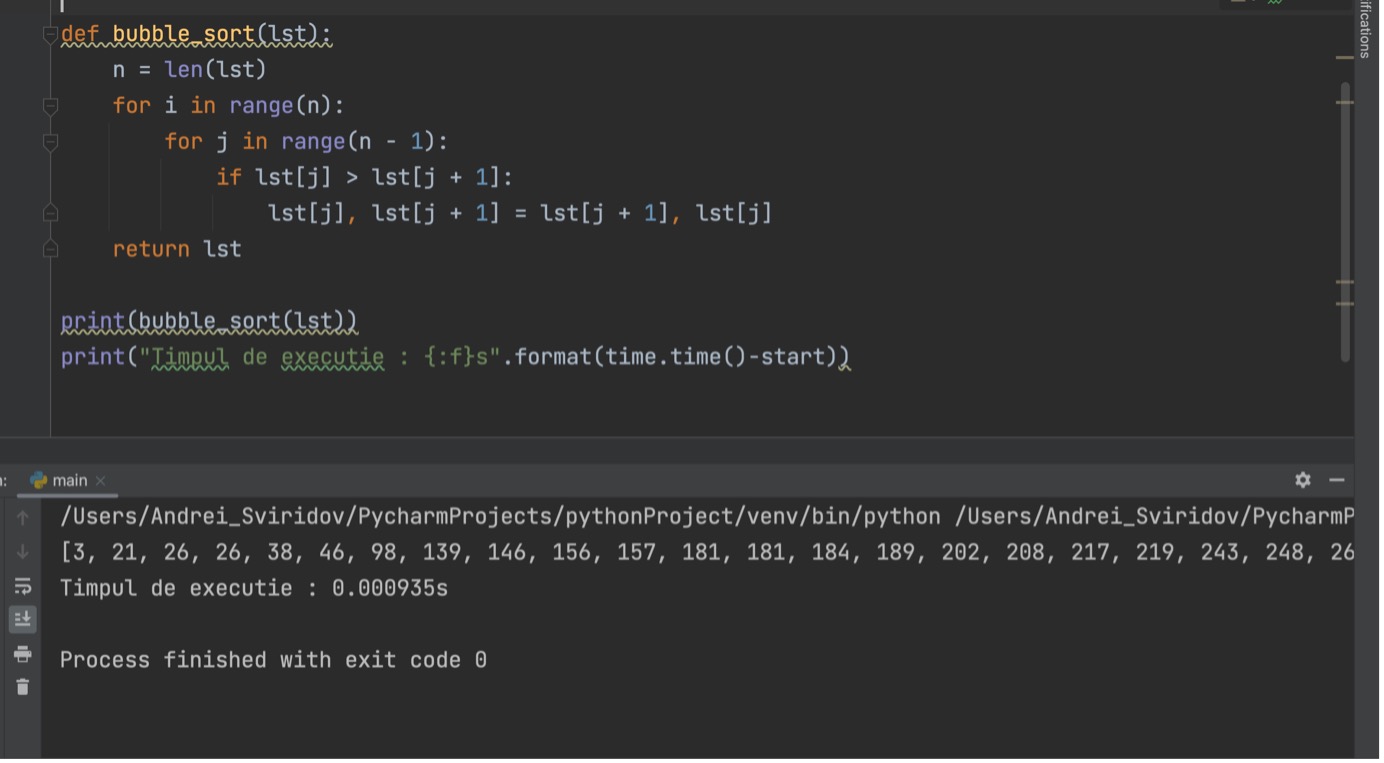 def bubble_sort(lst):
    n = len(lst)
    for i in range(n):
        for j in range(n - 1):
            if lst[j] > lst[j + 1]:
                lst[j], lst[j + 1] = lst[j + 1], lst[j]
    return lst
print(bubble_sort(lst))
print("Timpul de executie : {:f}s".format(time.time()-start))
main
/Users/Andrei_Sviridov/PycharmProjects/pythonProject/venv/bin/python /Users/Andrei_Sviridov/PycharmP
[3, 21, 26, 26, 38, 46, 98, 139, 146, 156, 157, 181, 181, 184, 189, 202, 208, 217, 219, 243, 248, 26
Timpul de executie : 0.000935s
Process finished with exit code 0
ifications